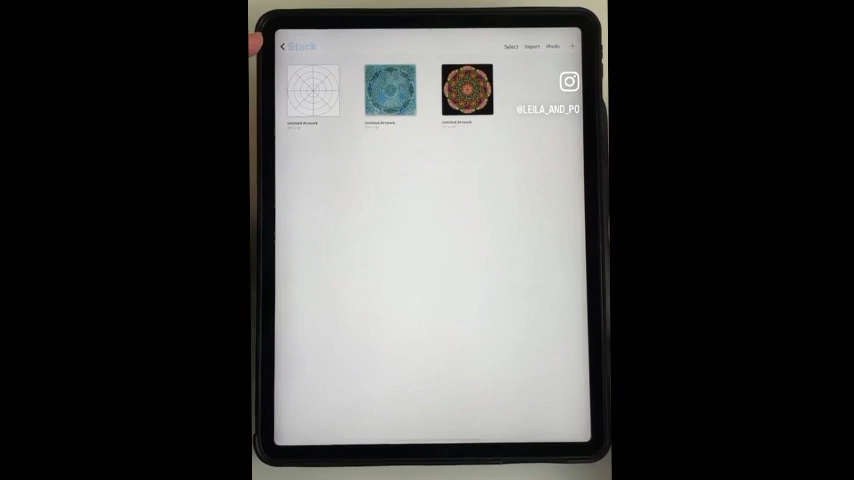 Stack
Select Import Photo +
@LEILA_AND_PO
Untitled Artwork
Untitled Artwork
Untitled Artwork